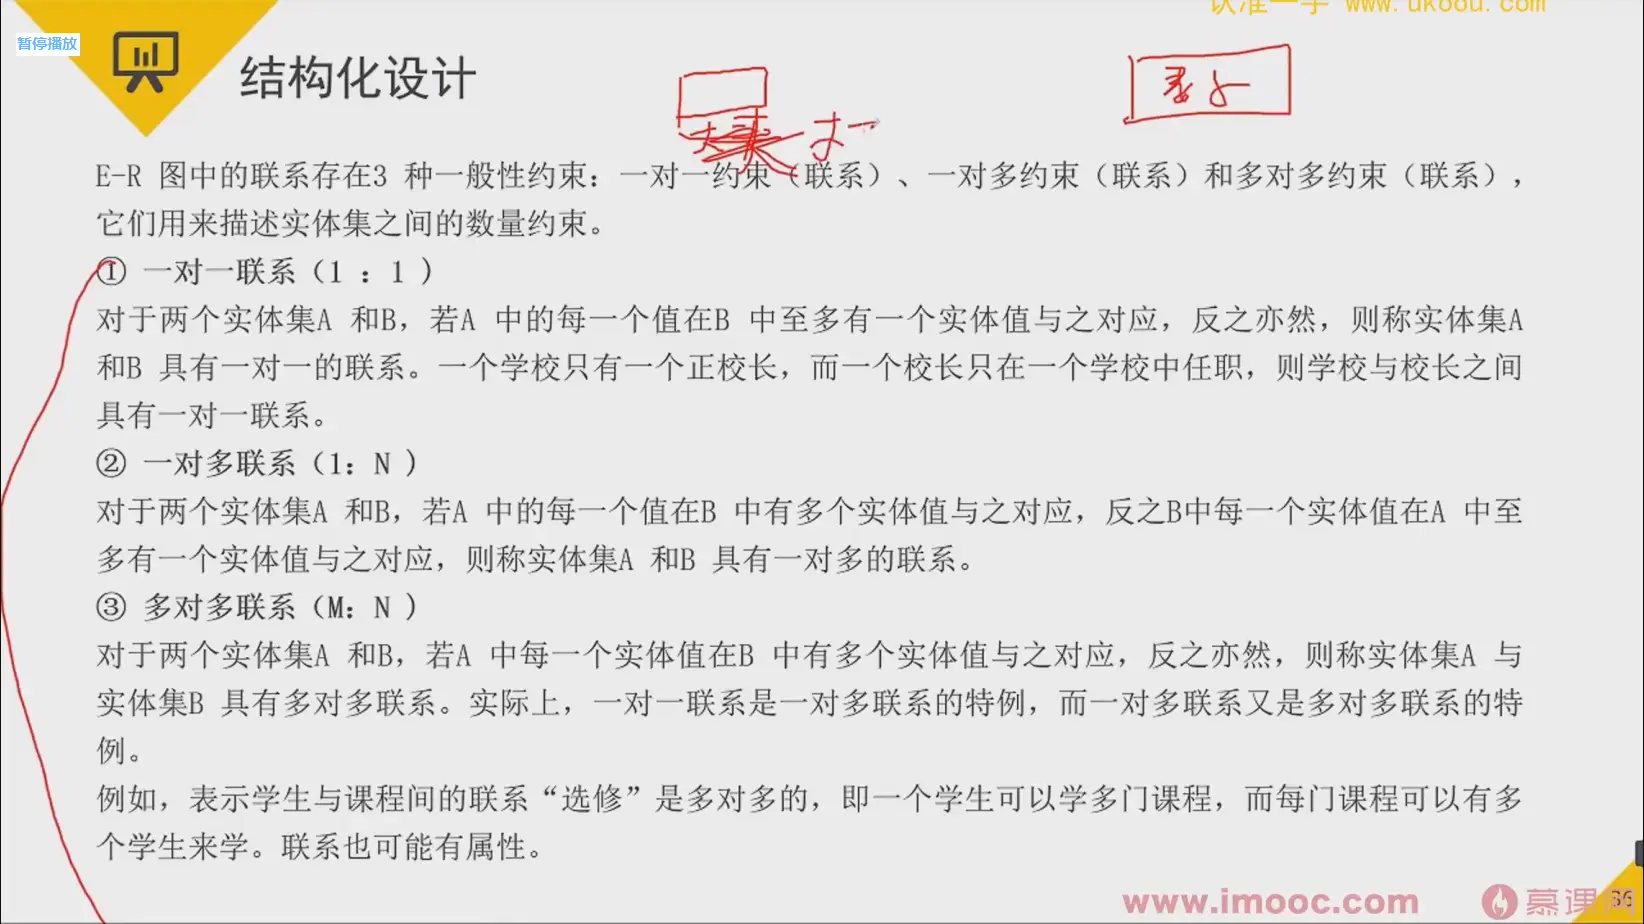 认准一手 www.ukoou.com
暂停播放
结构化设计
E-R 图中的联系存在3 种一般性约束：一对一约束（联系）、一对多约束（联系）和多对多约束（联系），
它们用来描述实体集之间的数量约束。
① 一对一联系（1 ：1 ）
对于两个实体集A 和B，若A 中的每一个值在B 中至多有一个实体值与之对应，反之亦然，则称实体集A
和B 具有一对一的联系。一个学校只有一个正校长，而一个校长只在一个学校中任职，则学校与校长之间
具有一对一联系。
② 一对多联系（1：N ）
对于两个实体集A 和B，若A 中的每一个值在B 中有多个实体值与之对应，反之B中每一个实体值在A 中至
多有一个实体值与之对应，则称实体集A 和B 具有一对多的联系。
③ 多对多联系（M：N ）
对于两个实体集A 和B，若A 中每一个实体值在B 中有多个实体值与之对应，反之亦然，则称实体集A 与
实体集B 具有多对多联系。实际上，一对一联系是一对多联系的特例，而一对多联系又是多对多联系的特
例。
例如，表示学生与课程间的联系“选修”是多对多的，即一个学生可以学多门课程，而每门课程可以有多
个学生来学。联系也可能有属性。
www.imooc.com
慕课网